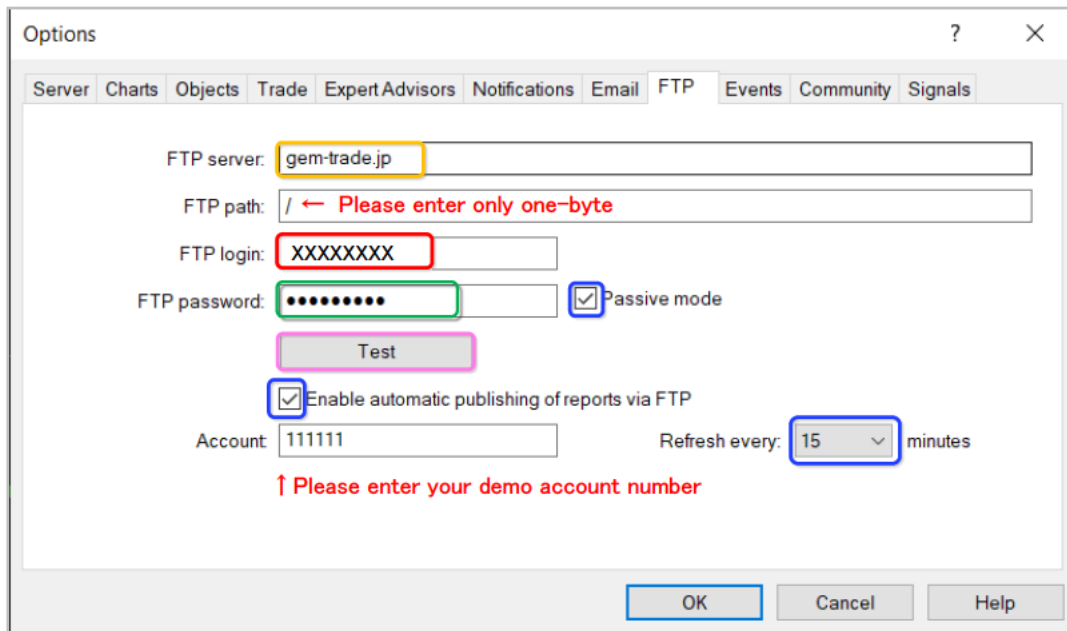 Options ?
Server Charts Objects Trade Expert Advisors Notifications Email FTP Events Community Signals
FTP server: gem-trade.jp
FTP path: / ← Please enter only one-byte
FTP login: XXXXXXXX
FTP password: ●●●●●●●●● Passive mode
Test
Enable automatic publishing of reports via FTP
Account: 111111 Refresh every: 15 minutes
↑Please enter your demo account number
OK Cancel Help